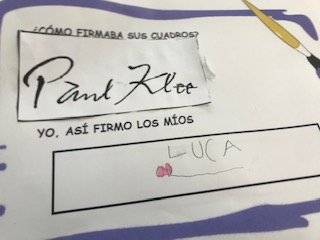 ¿CÓMO FIRMABA SUS CUADROS?
Paul Klee
YO, ASÍ FIRMO LOS MÍOS
LUCA